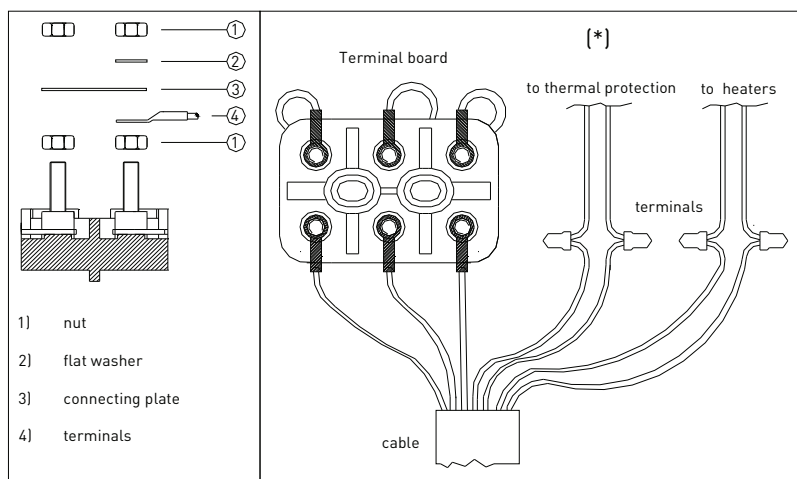 1
2
3
4
1
1) nut
2) flat washer
3) connecting plate
4) terminals
(*)
Terminal board
to thermal protection
to heaters
terminals
cable